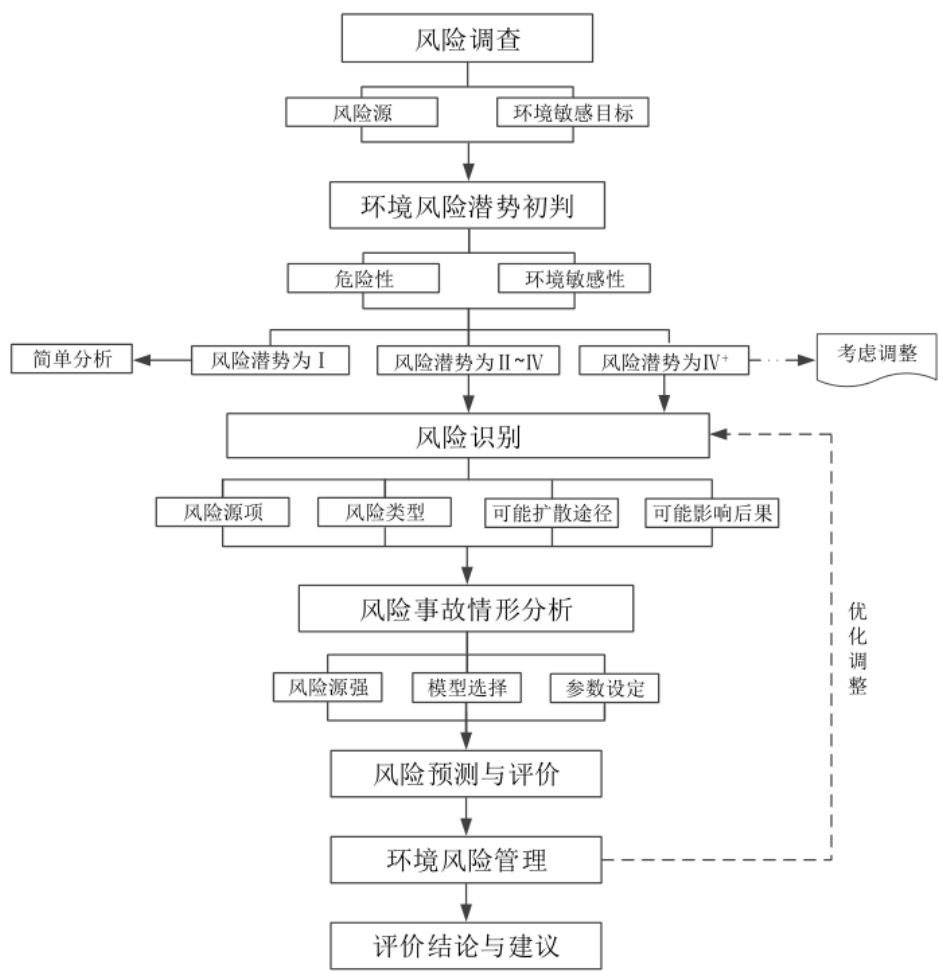 风险调查
风险源
环境敏感目标
环境风险潜势初判
危险性
环境敏感性
简单分析
风险潜势为Ⅰ
风险潜势为Ⅱ~Ⅳ
风险潜势为Ⅳ⁺
考虑调整
风险识别
风险源项
风险类型
可能扩散途径
可能影响后果
风险事故情形分析
风险源强
模型选择
参数设定
优化调整
风险预测与评价
环境风险管理
评价结论与建议